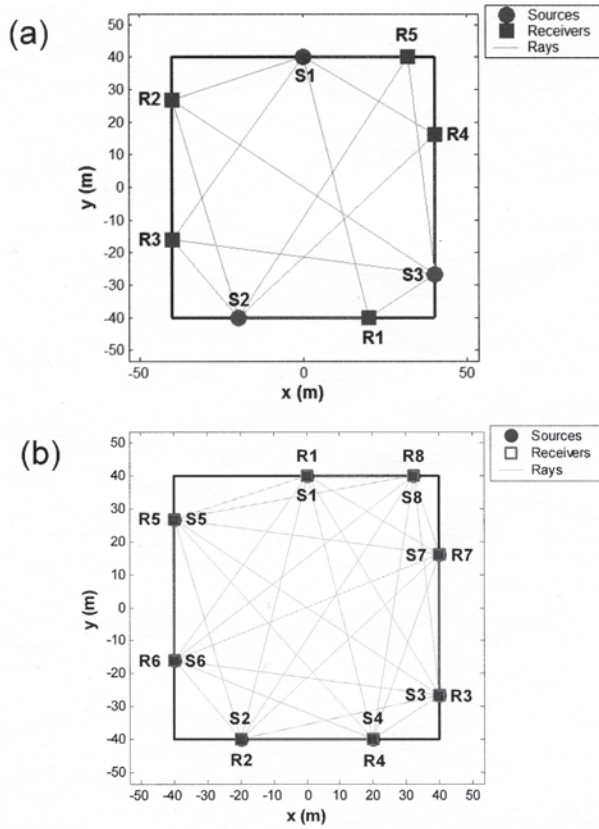 (a)
Sources
Receivers
Rays
50
40
30
20
10
0
-10
-20
-30
-40
-50
y (m)
S1
R5
R2
R4
R3
S3
S2
R1
-50
0
50
x (m)
(b)
Sources
Receivers
Rays
50
40
30
20
10
0
-10
-20
-30
-40
-50
y (m)
R1
R8
S1
S8
R5 S5
S7 R7
R6 S6
S3 R3
S2
S4
R2
R4
-50 -40 -30 -20 -10 0 10 20 30 40 50
x (m)